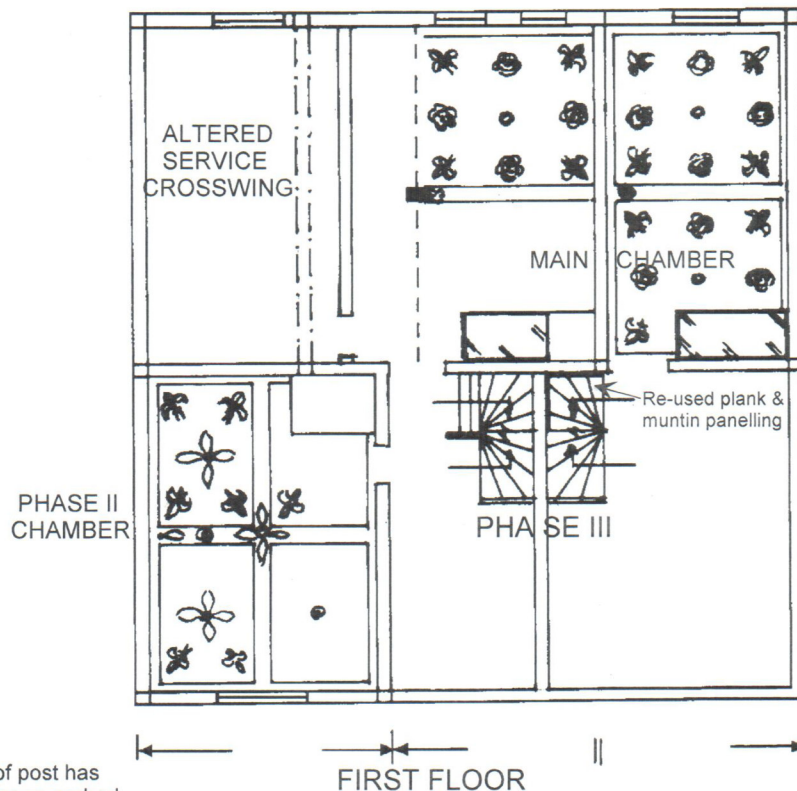 ALTERED
SERVICE
CROSSWING
MAIN CHAMBER
Re-used plank &
muntin panelling
PHASE II
CHAMBER
PHASE III
FIRST FLOOR
of post has